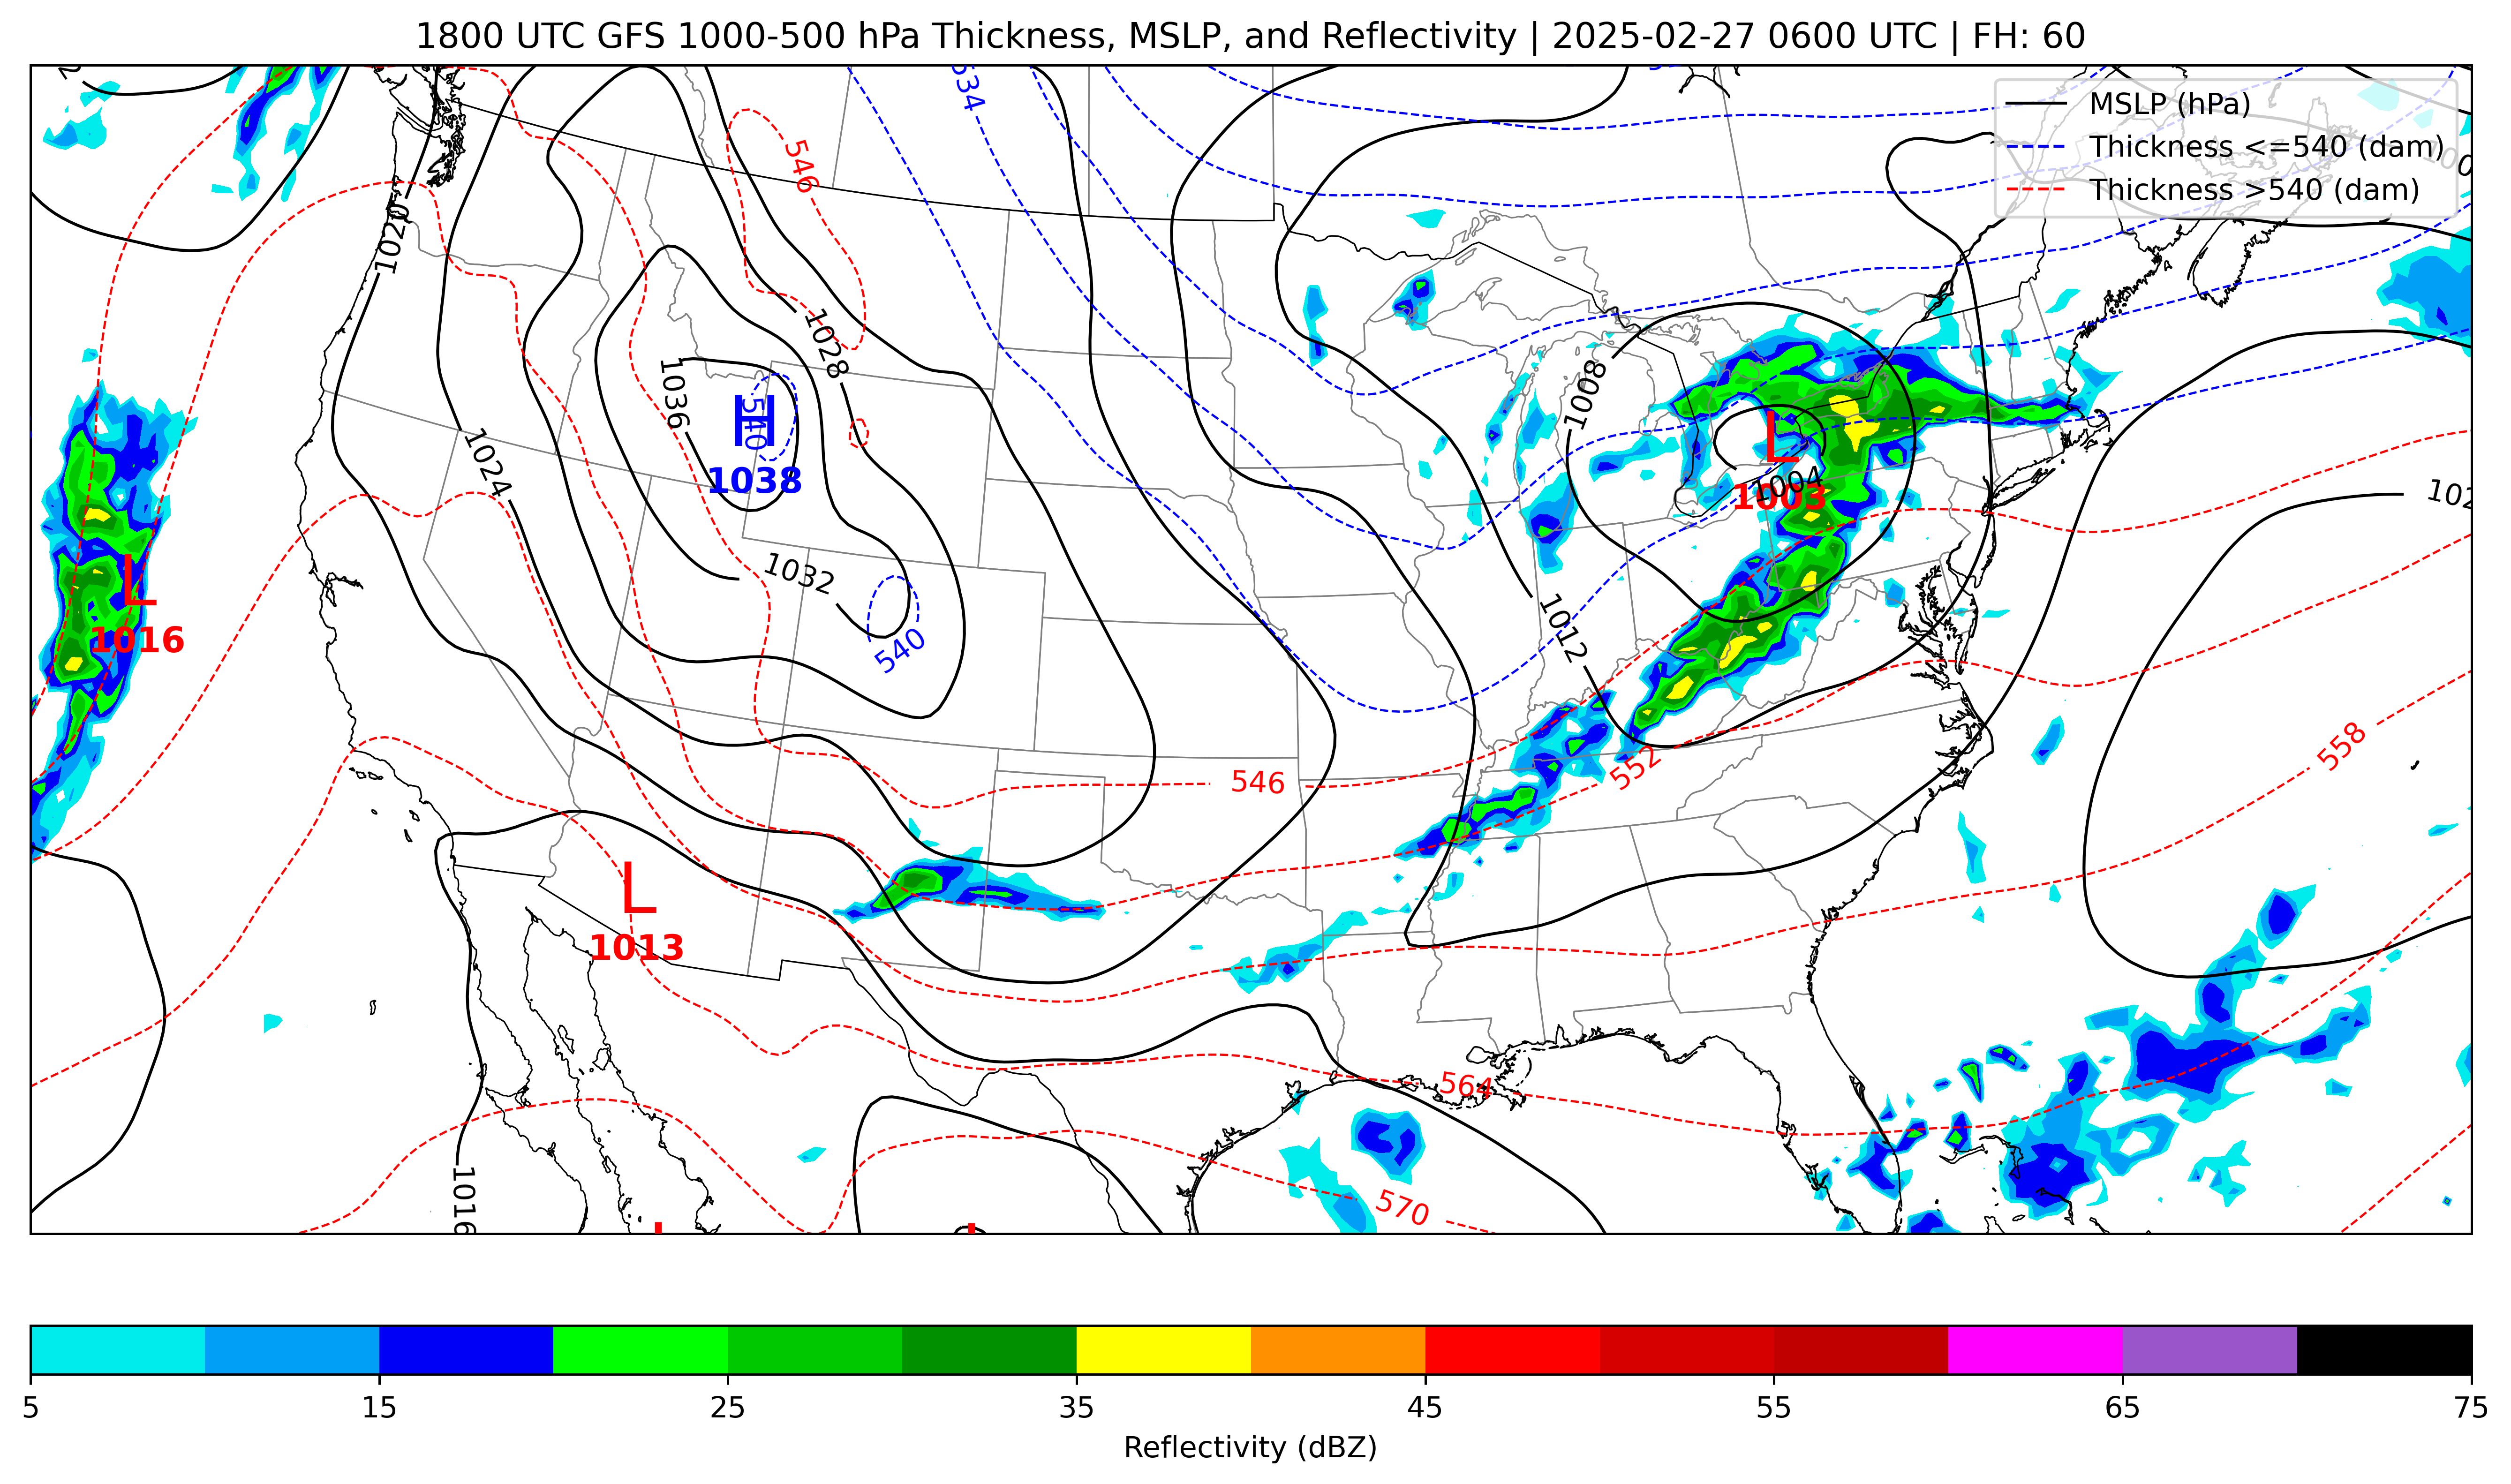 1800 UTC GFS 1000-500 hPa Thickness, MSLP, and Reflectivity | 2025-02-27 0600 UTC | FH: 60
MSLP (hPa)
Thickness <=540 (dam)
Thickness >540 (dam)
534
546
1020
1028
1036
540
H
1038
1008
L
1004
1003
1024
1032
1012
540
L
1016
546
552
558
L
1013
564
570
1016
5 15 25 35 45 55 65 75
Reflectivity (dBZ)